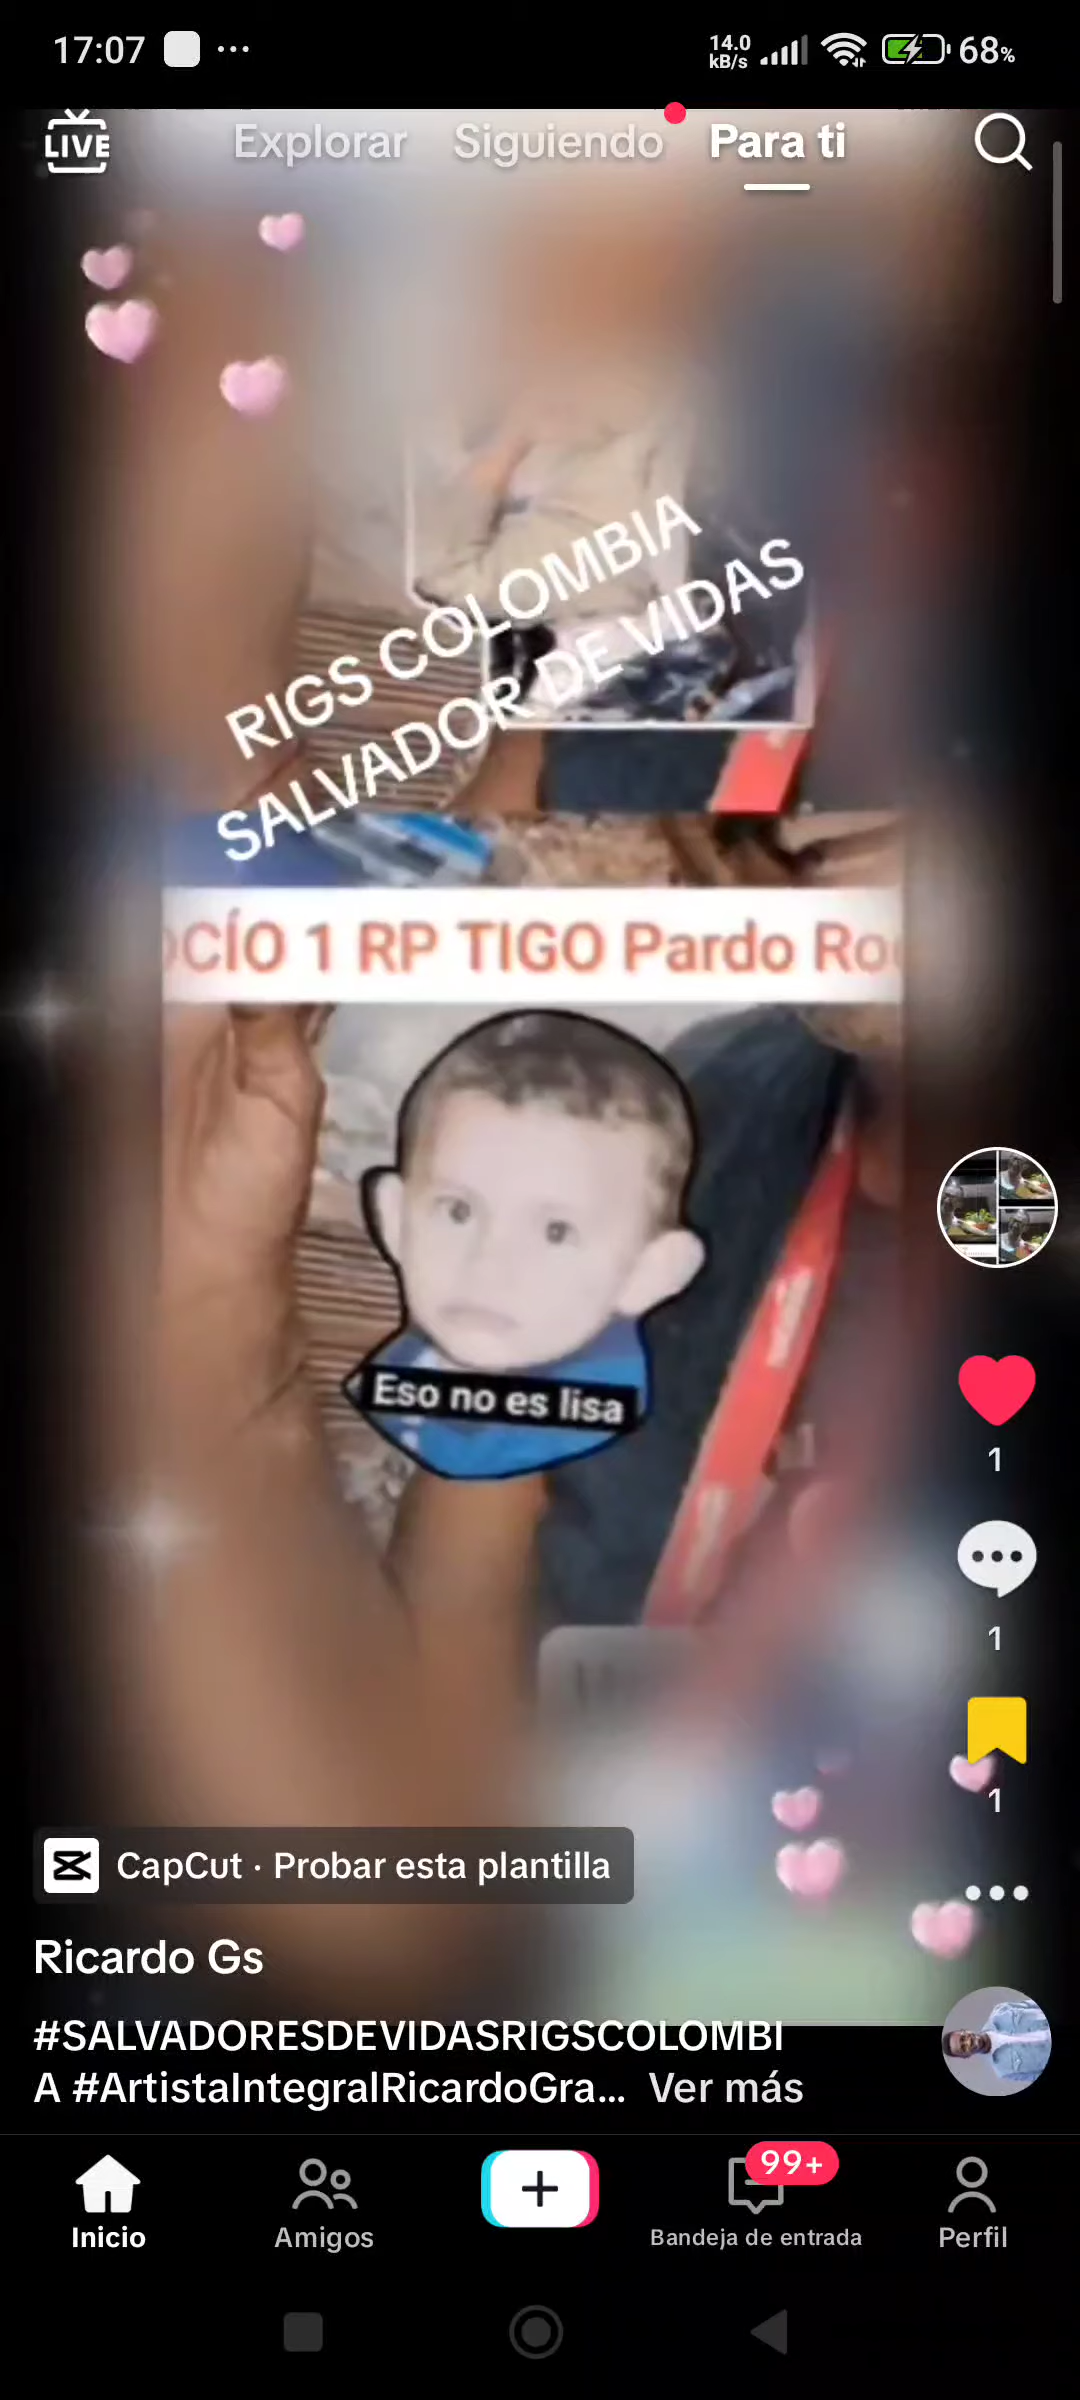 17:07
14.0
kB/s
68%
LIVE
Explorar
Siguiendo
Para ti
RIGS COLOMBIA
SALVADOR DE VIDAS
OCÍO 1 RP TIGO Pardo Ro
Eso no es lisa
1
1
1
CapCut · Probar esta plantilla
Ricardo Gs
#SALVADORESDEVIDASRIGSCOLOMBI
A #ArtistaIntegralRicardoGra... Ver más
99+
Inicio
Amigos
Bandeja de entrada
Perfil